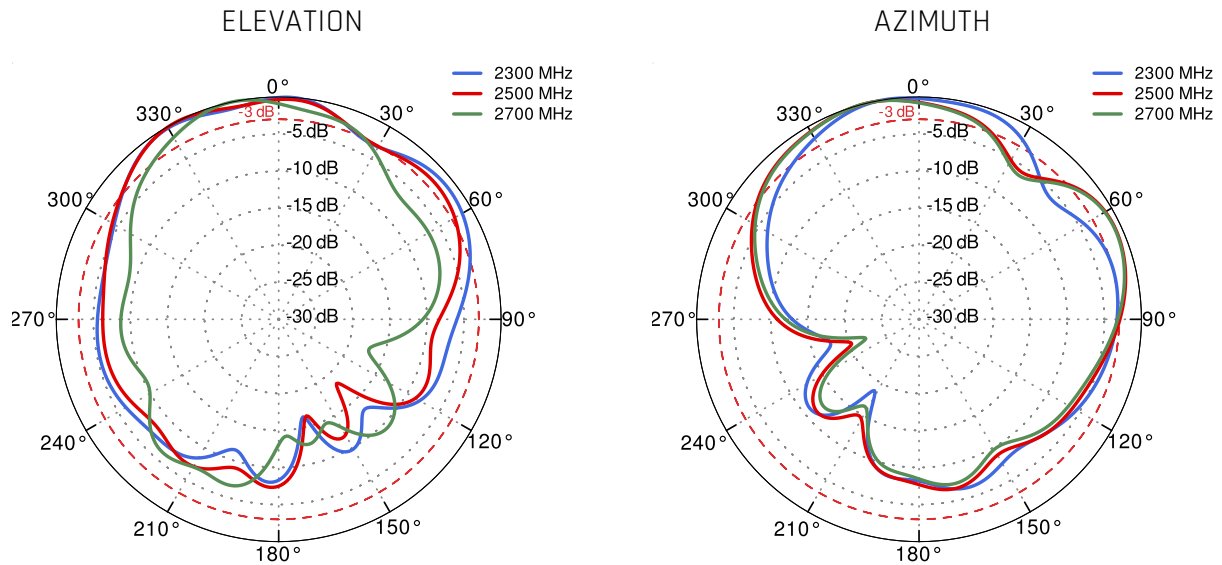 ELEVATION
2300 MHz
2500 MHz
2700 MHz
0°
30°
60°
90°
120°
150°
180°
210°
240°
270°
300°
330°
-3 dB
-5 dB
-10 dB
-15 dB
-20 dB
-25 dB
-30 dB
AZIMUTH
2300 MHz
2500 MHz
2700 MHz
0°
30°
60°
90°
120°
150°
180°
210°
240°
270°
300°
330°
-3 dB
-5 dB
-10 dB
-15 dB
-20 dB
-25 dB
-30 dB